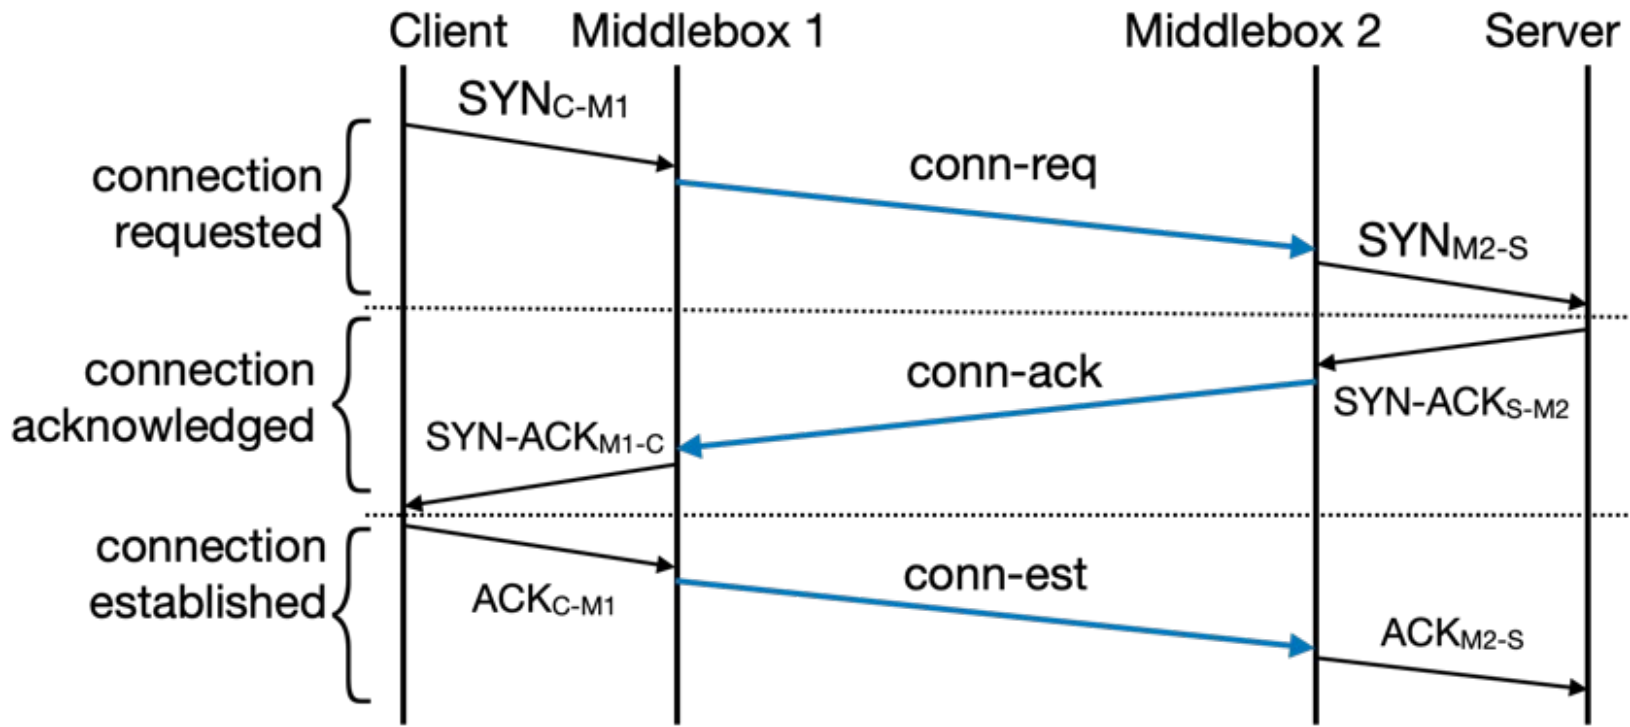 Client
Middlebox 1
Middlebox 2
Server
SYNC-M1
connection
requested
conn-req
SYNM2-S
connection
acknowledged
conn-ack
SYN-ACKS-M2
SYN-ACKM1-C
connection
established
conn-est
ACKC-M1
ACKM2-S